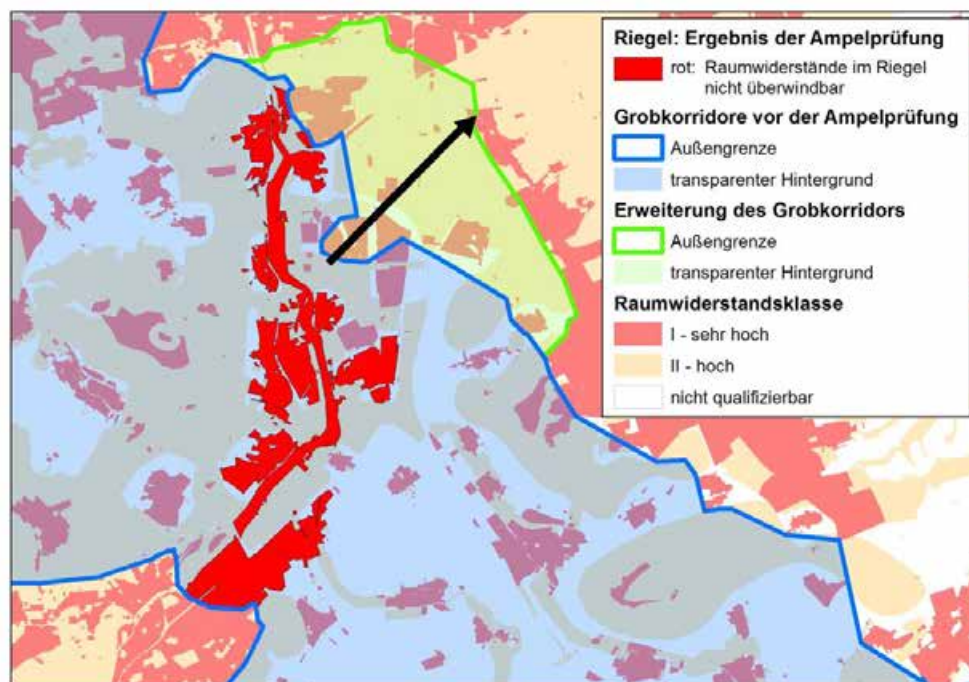 Riegel: Ergebnis der Ampelprüfung
rot: Raumwiderstände im Riegel
nicht überwindbar
Grobkorridore vor der Ampelprüfung
Außengrenze
transparenter Hintergrund
Erweiterung des Grobkorridors
Außengrenze
transparenter Hintergrund
Raumwiderstandsklasse
I - sehr hoch
II - hoch
nicht qualifizierbar